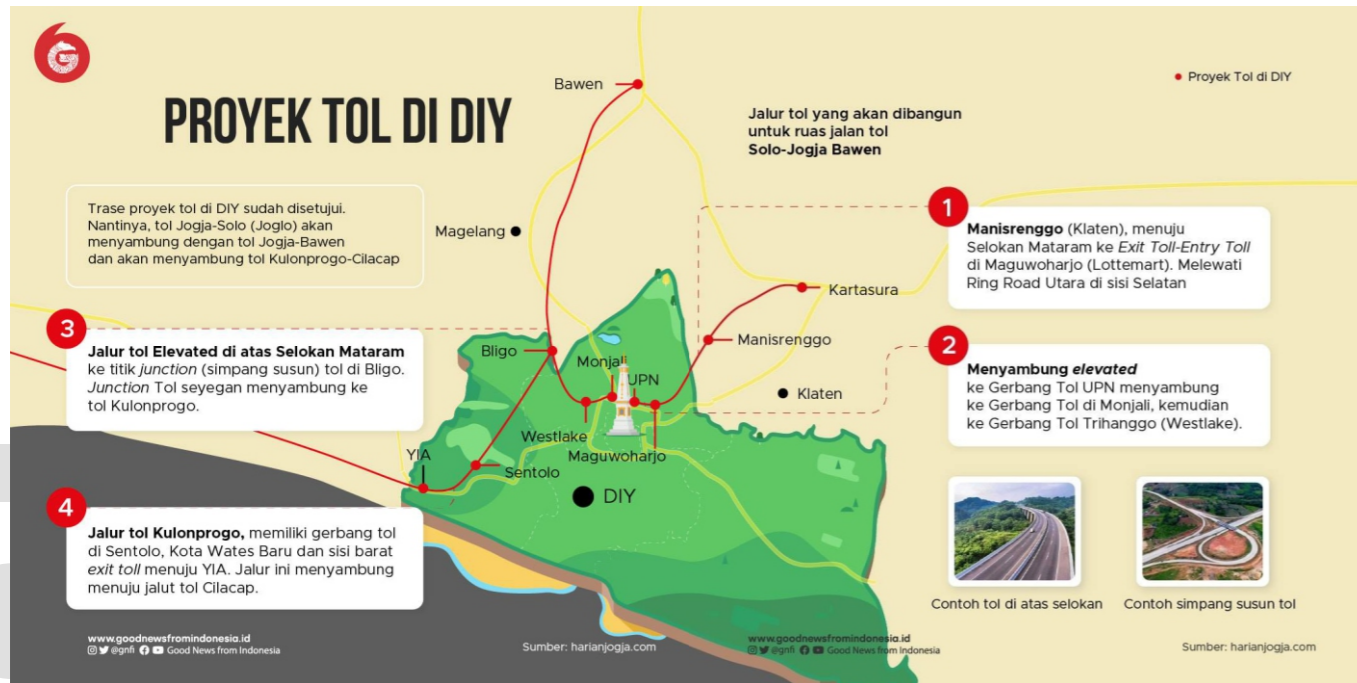 PROYEK TOL DI DIY
Trase proyek tol di DIY sudah disetujui.
Nantinya, tol Jogja-Solo (Joglo) akan
menyambung dengan tol Jogja-Bawen
dan akan menyambung tol Kulonprogo-Cilacap
Proyek Tol di DIY
Jalur tol yang akan dibangun
untuk ruas jalan tol
Solo-Jogja Bawen
Bawen
Magelang
Kartasura
Manisrenggo
Klaten
Bligo
Monjali
UPN
Westlake
Maguwoharjo
YIA
Sentolo
DIY
1
Manisrenggo (Klaten), menuju
Selokan Mataram ke Exit Toll-Entry Toll
di Maguwoharjo (Lottemart). Melewati
Ring Road Utara di sisi Selatan
2
Menyambung elevated
ke Gerbang Tol UPN menyambung
ke Gerbang Tol di Monjali, kemudian
ke Gerbang Tol Trihanggo (Westlake).
3
Jalur tol Elevated di atas Selokan Mataram
ke titik junction (simpang susun) tol di Bligo.
Junction Tol seyegan menyambung ke
tol Kulonprogo.
4
Jalur tol Kulonprogo, memiliki gerbang tol
di Sentolo, Kota Wates Baru dan sisi barat
exit toll menuju YIA. Jalur ini menyambung
menuju jalut tol Cilacap.
Contoh tol di atas selokan
Contoh simpang susun tol
www.goodnewsfromindonesia.id
@gnfi Good News from Indonesia
Sumber: harianjogja.com
www.goodnewsfromindonesia.id
@gnfi Good News from Indonesia
Sumber: harianjogja.com